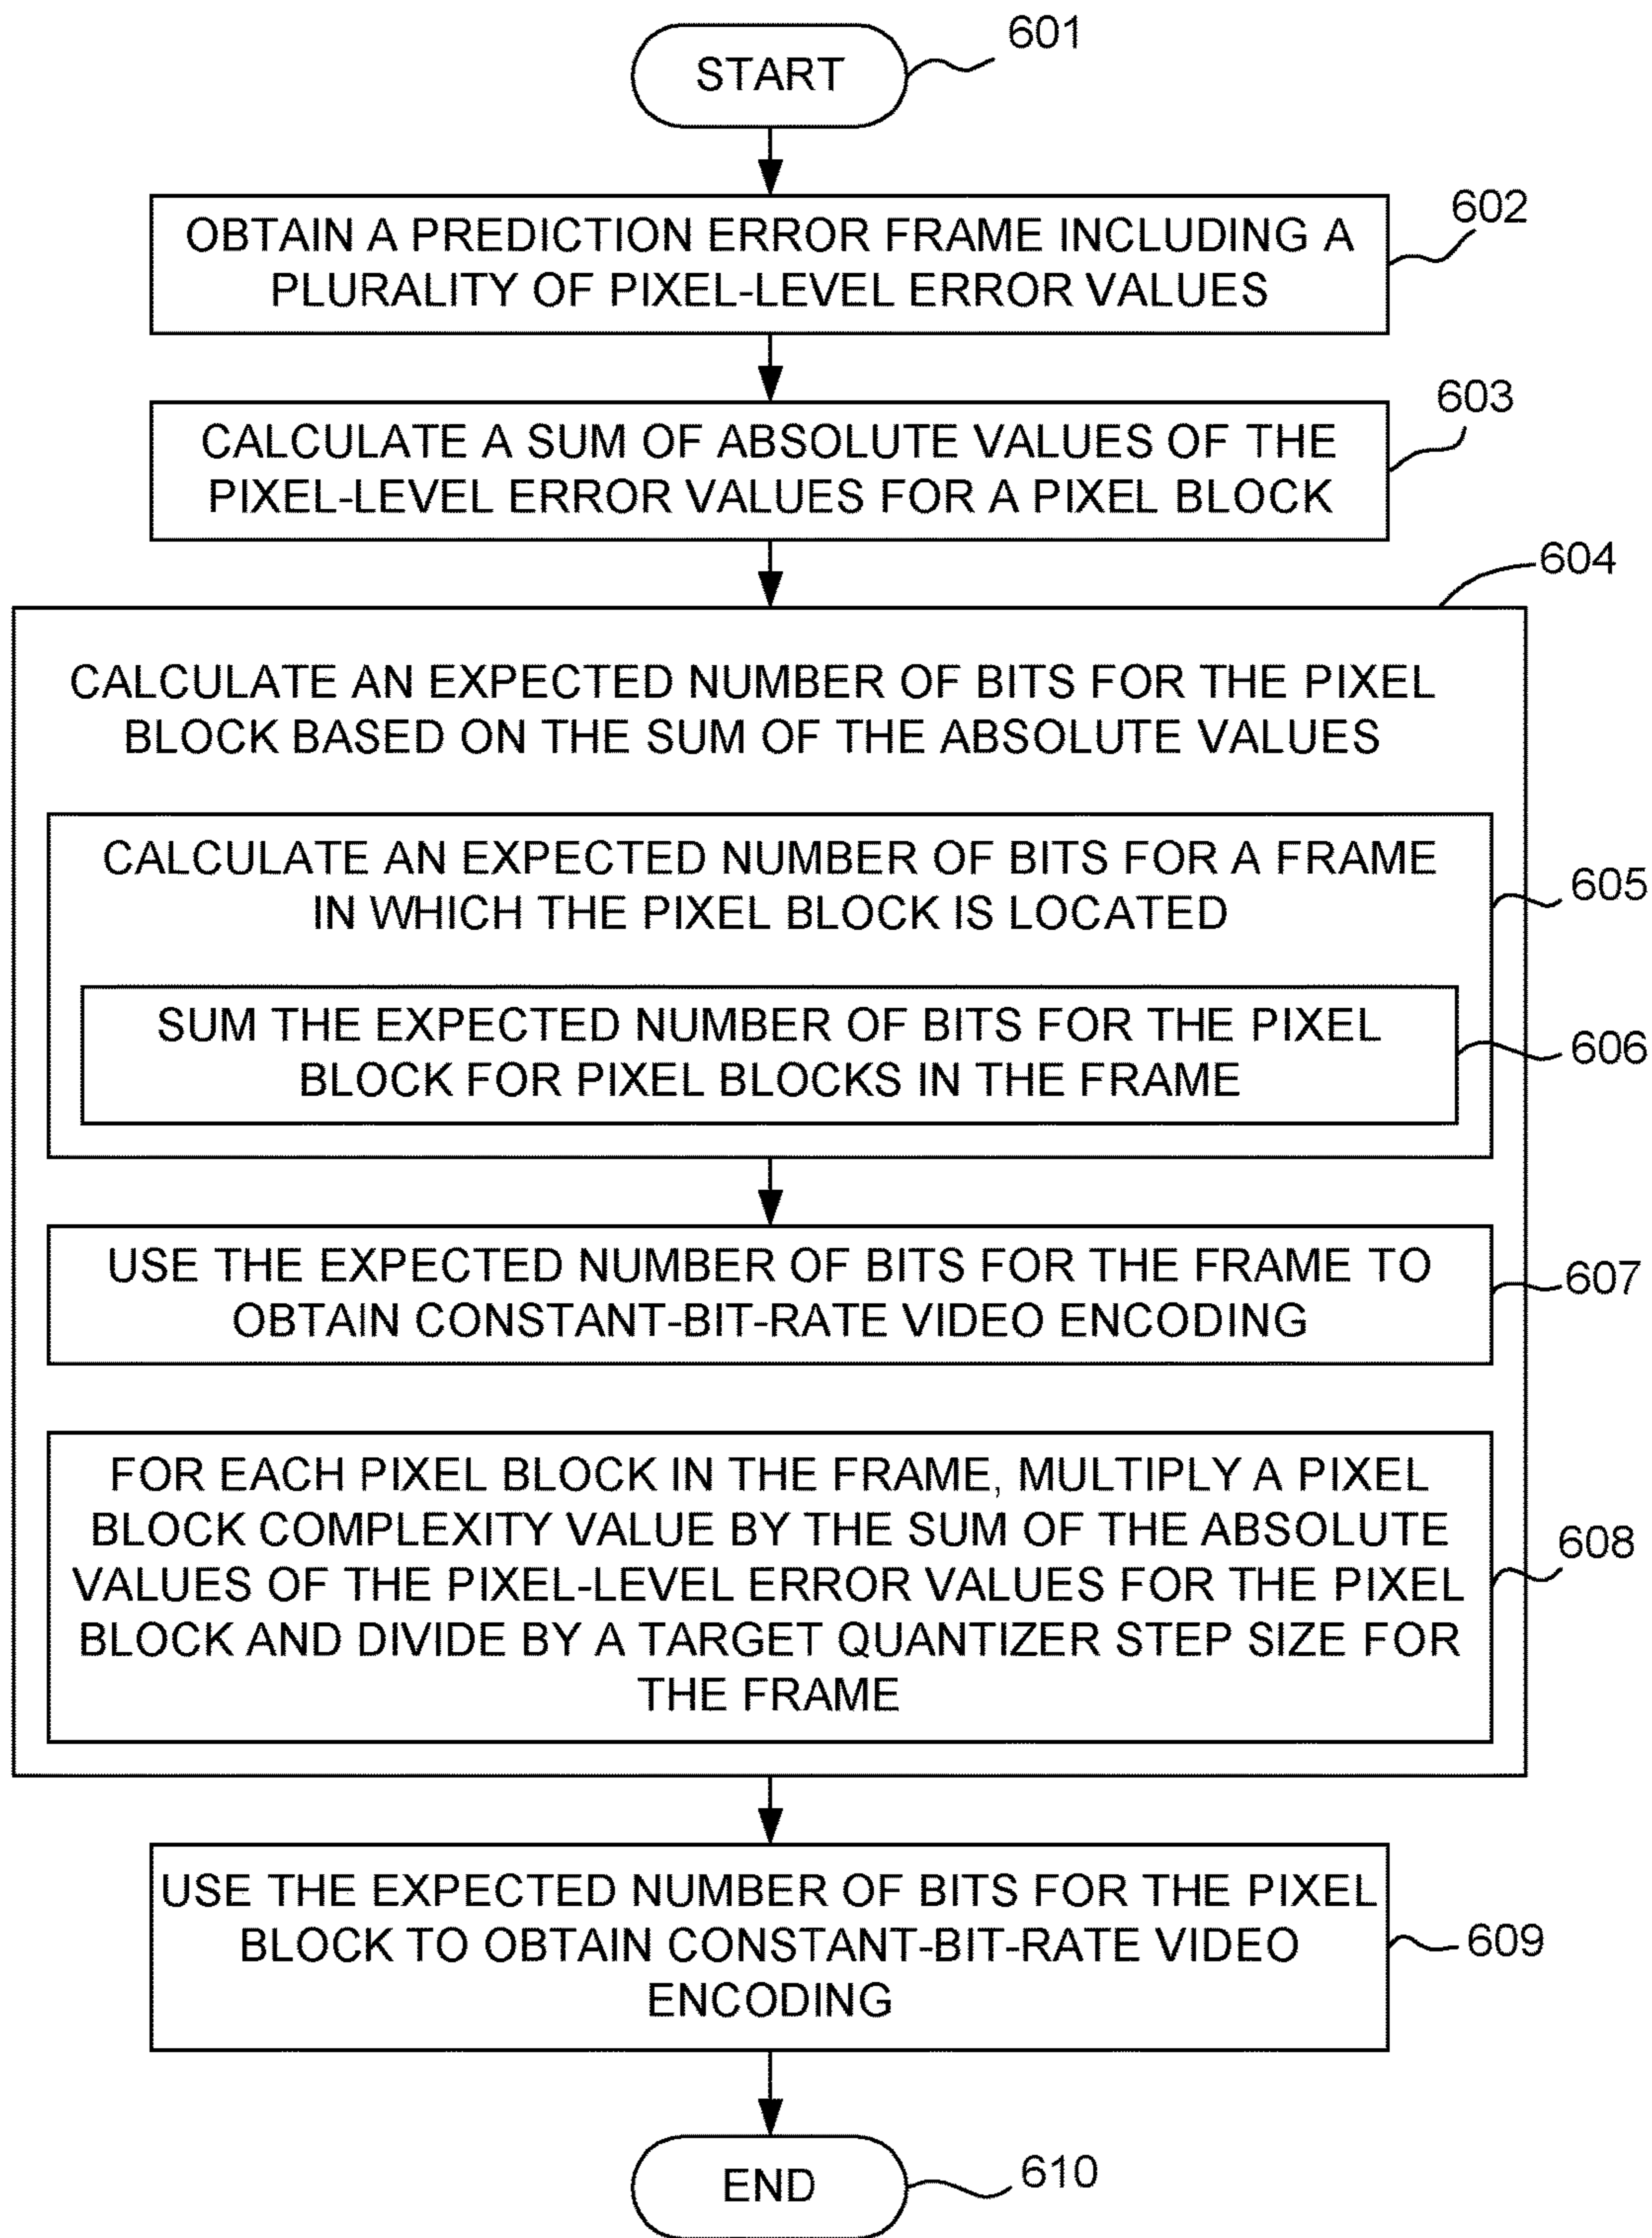 START
601
OBTAIN A PREDICTION ERROR FRAME INCLUDING A
PLURALITY OF PIXEL-LEVEL ERROR VALUES
602
CALCULATE A SUM OF ABSOLUTE VALUES OF THE
PIXEL-LEVEL ERROR VALUES FOR A PIXEL BLOCK
603
604
CALCULATE AN EXPECTED NUMBER OF BITS FOR THE PIXEL
BLOCK BASED ON THE SUM OF THE ABSOLUTE VALUES
CALCULATE AN EXPECTED NUMBER OF BITS FOR A FRAME
IN WHICH THE PIXEL BLOCK IS LOCATED
605
SUM THE EXPECTED NUMBER OF BITS FOR THE PIXEL
BLOCK FOR PIXEL BLOCKS IN THE FRAME
606
USE THE EXPECTED NUMBER OF BITS FOR THE FRAME TO
OBTAIN CONSTANT-BIT-RATE VIDEO ENCODING
607
FOR EACH PIXEL BLOCK IN THE FRAME, MULTIPLY A PIXEL
BLOCK COMPLEXITY VALUE BY THE SUM OF THE ABSOLUTE
VALUES OF THE PIXEL-LEVEL ERROR VALUES FOR THE PIXEL
BLOCK AND DIVIDE BY A TARGET QUANTIZER STEP SIZE FOR
THE FRAME
608
USE THE EXPECTED NUMBER OF BITS FOR THE PIXEL
BLOCK TO OBTAIN CONSTANT-BIT-RATE VIDEO
ENCODING
609
END
610